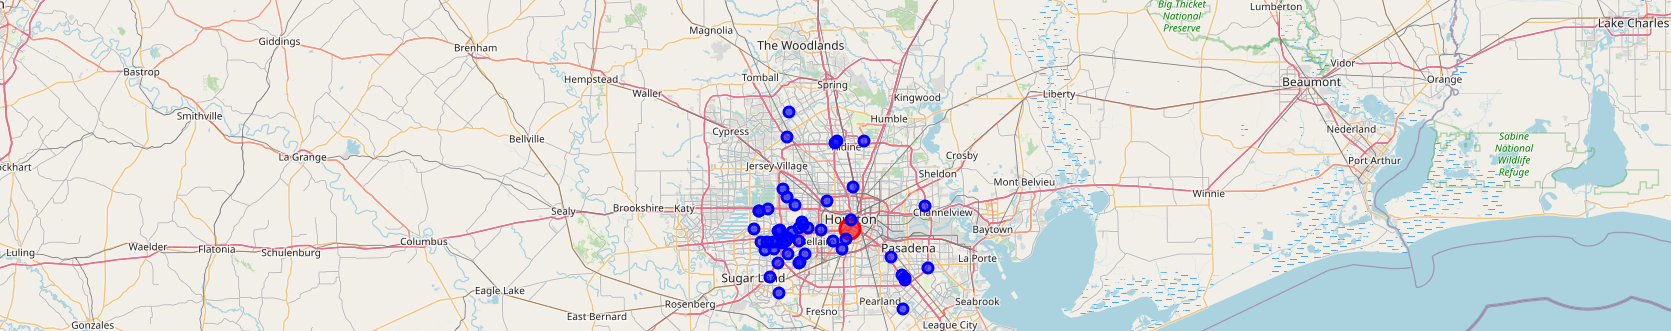 Big Thicket
National
Preserve
Lumberton
Lake Charles
Giddings
Magnolia
Brenham
The Woodlands
Vidor
Bastrop
Hempstead
Tomball
Spring
Beaumont
Orange
Waller
Kingwood
Liberty
Smithville
Humble
Cypress
Nederland
Bellville
Sabine
National
Wildlife
Refuge
La Grange
Jersey Village
Crosby
Port Arthur
Sheldon
Mont Belvieu
Winnie
Sealy
Brookshire
Katy
Channelview
Houston
Baytown
Columbus
Waelder
Flatonia
Schulenburg
Luling
Pasadena
La Porte
Sugar Land
Eagle Lake
Rosenberg
Pearland
Seabrook
Fresno
East Bernard
Gonzales
League City